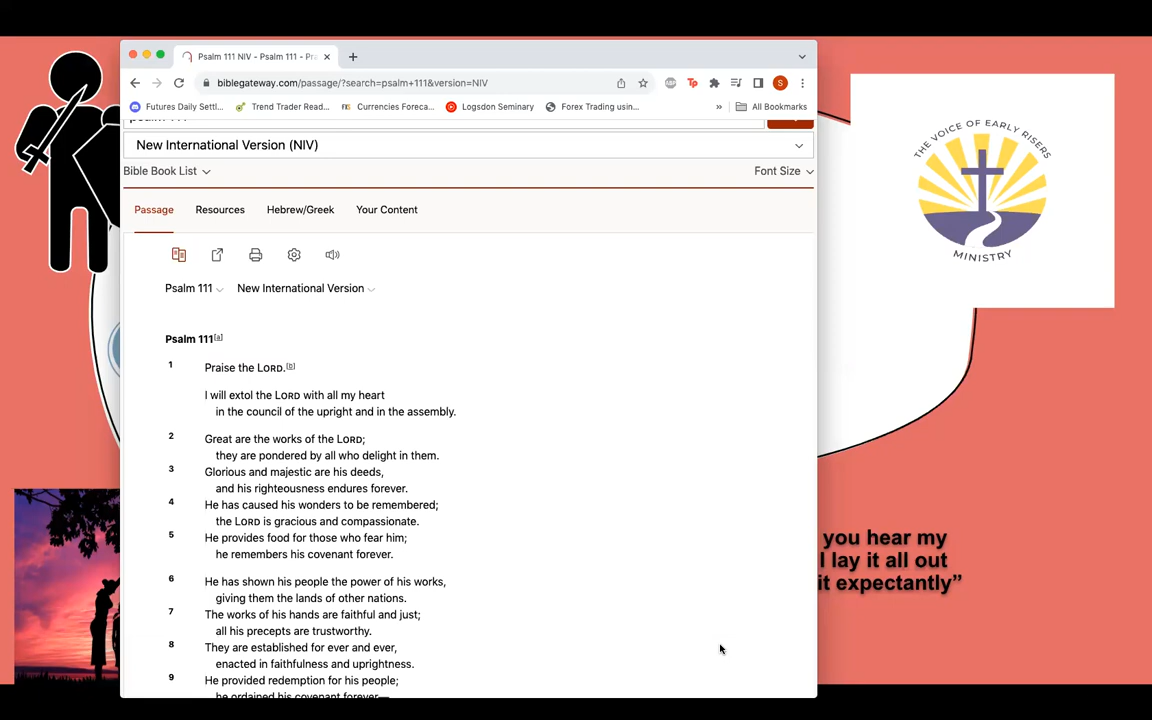 Psalm 111 NIV - Psalm 111 - Pra
biblegateway.com/passage/?search=psalm+111&version=NIV
S
Futures Daily Settl...
Trend Trader Read...
Currencies Foreca...
Logsdon Seminary
Forex Trading usin...
»
All Bookmarks
psalm 111
New International Version (NIV)
Bible Book List
Font Size
Passage
Resources
Hebrew/Greek
Your Content
Psalm 111
New International Version
Psalm 111[a]
1 Praise the LORD.[b]
I will extol the LORD with all my heart
in the council of the upright and in the assembly.
2 Great are the works of the LORD;
they are pondered by all who delight in them.
3 Glorious and majestic are his deeds,
and his righteousness endures forever.
4 He has caused his wonders to be remembered;
the LORD is gracious and compassionate.
5 He provides food for those who fear him;
he remembers his covenant forever.
6 He has shown his people the power of his works,
giving them the lands of other nations.
7 The works of his hands are faithful and just;
all his precepts are trustworthy.
8 They are established for ever and ever,
enacted in faithfulness and uprightness.
9 He provided redemption for his people;
he ordained his covenant forever—
THE VOICE OF EARLY RISERS
MINISTRY
you hear my
I lay it all out
it expectantly”